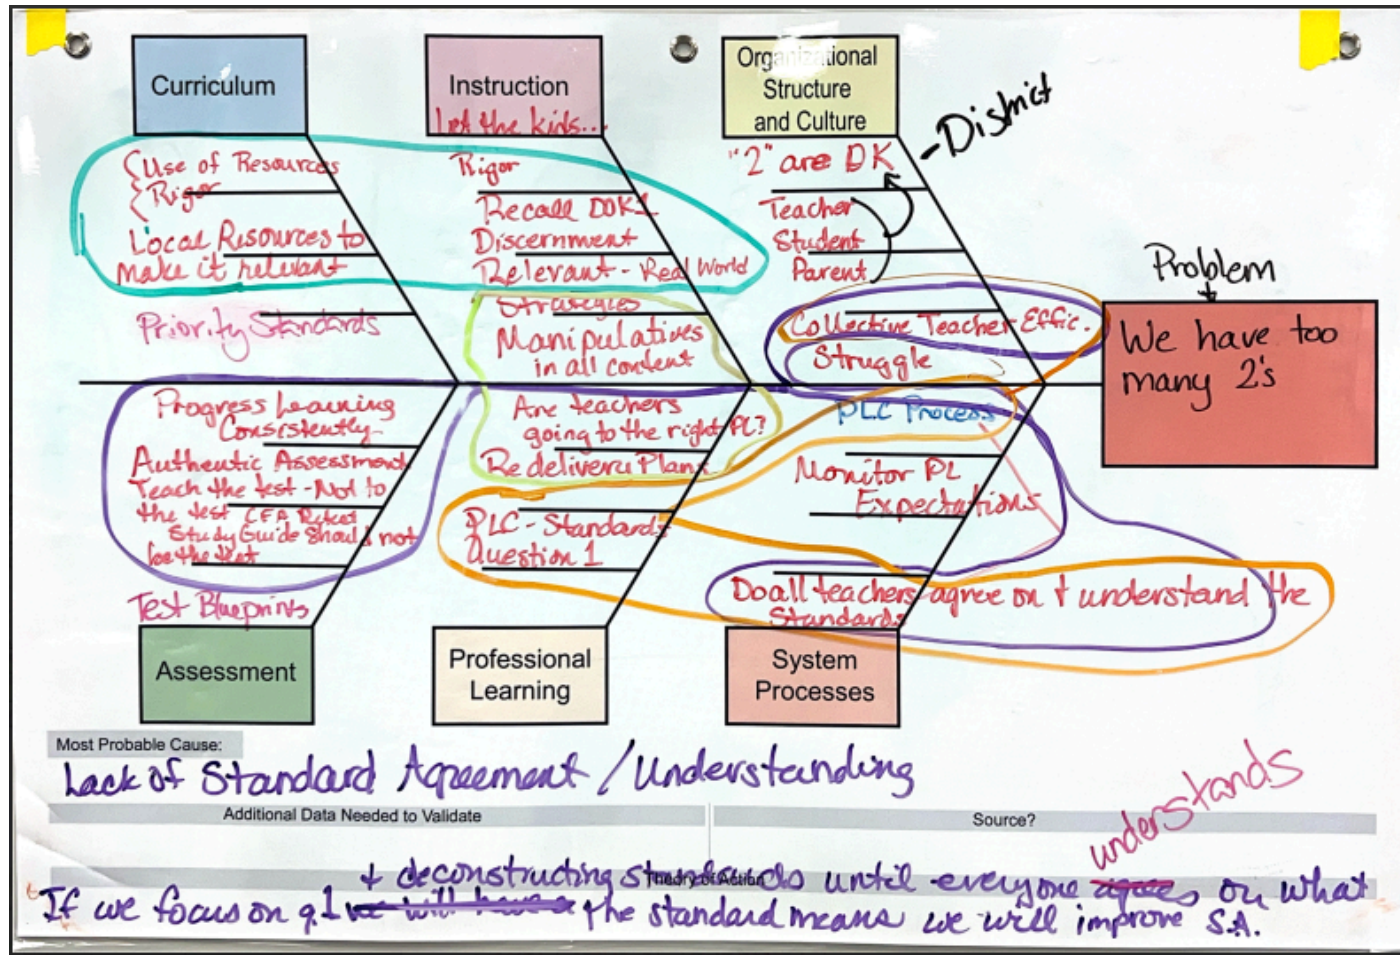 Curriculum
Instruction
Let the kids...
Organizational
Structure
and Culture
- District
Use of Resources
Rigor
Local Resources to
make it relevant
Priority Standards
Rigor
Recall DOK1
Discernment
Relevant - Real World
Strategies
Manipulatives
in all content
"2" are DK
Teacher
Student
Parent
Collective Teacher Effic.
Struggle
Problem
We have too
many 2's
Progress Learning
Consistently
Authentic Assessment
Teach the test - Not to
the test CFA
Study Guide Should not
be the test
Test Blueprints
Are teachers
going to the right PL?
Redelivery Plans
PLC - Standards
Question 1
PLC Process
Monitor PL
Expectations
Do all teachers agree on + understand the
Standards
Assessment
Professional
Learning
System
Processes
Most Probable Cause:
Lack of Standard Agreement / Understanding
Additional Data Needed to Validate
Source?
understands
Theory of Action
+ deconstructing standards until everyone agrees on what
If we focus on q.1 we will have a the standard means we will improve S.A.